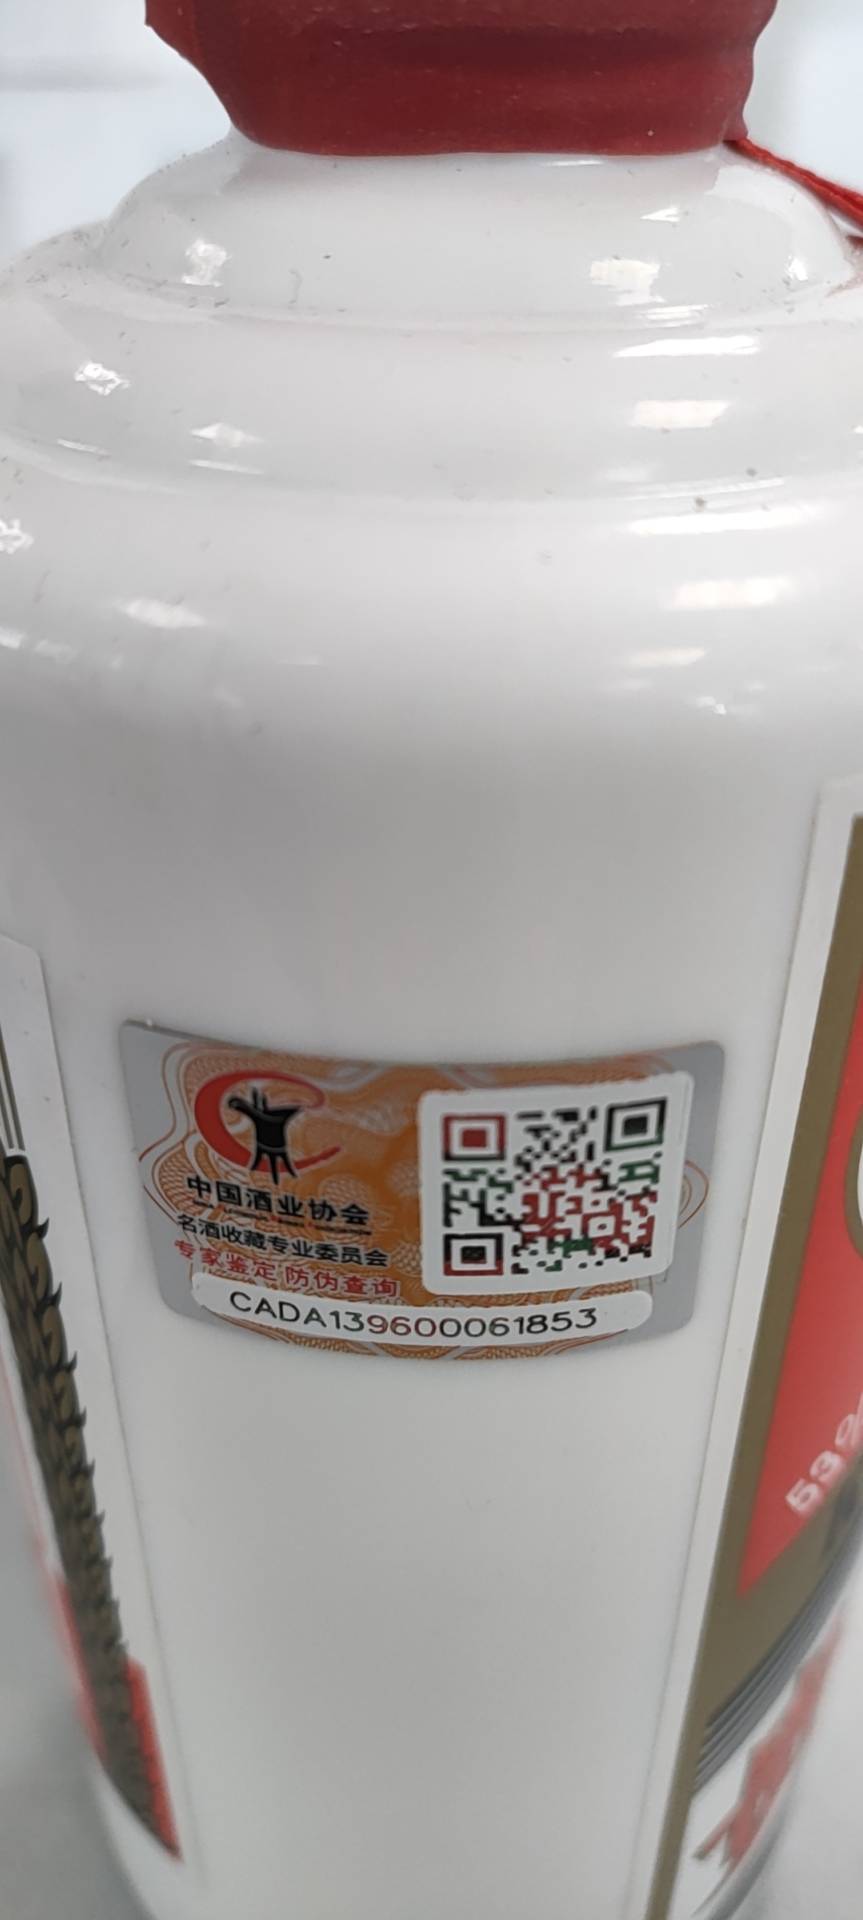 中国酒业协会
名酒收藏专业委员会
专家鉴定 防伪查询
CADA139600061853
53%